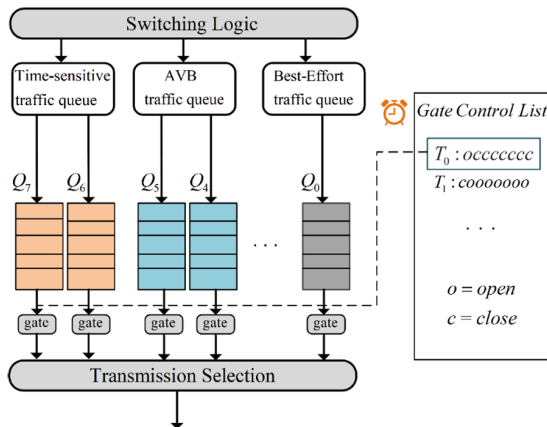 Switching Logic
Time-sensitive
traffic queue
AVB
traffic queue
Best-Effort
traffic queue
Gate Control List
T0 : occccccc
T1 : cooooooo
. . .
Q7
Q6
Q5
Q4
Q0
. . .
o = open
c = close
gate
gate
gate
gate
gate
Transmission Selection